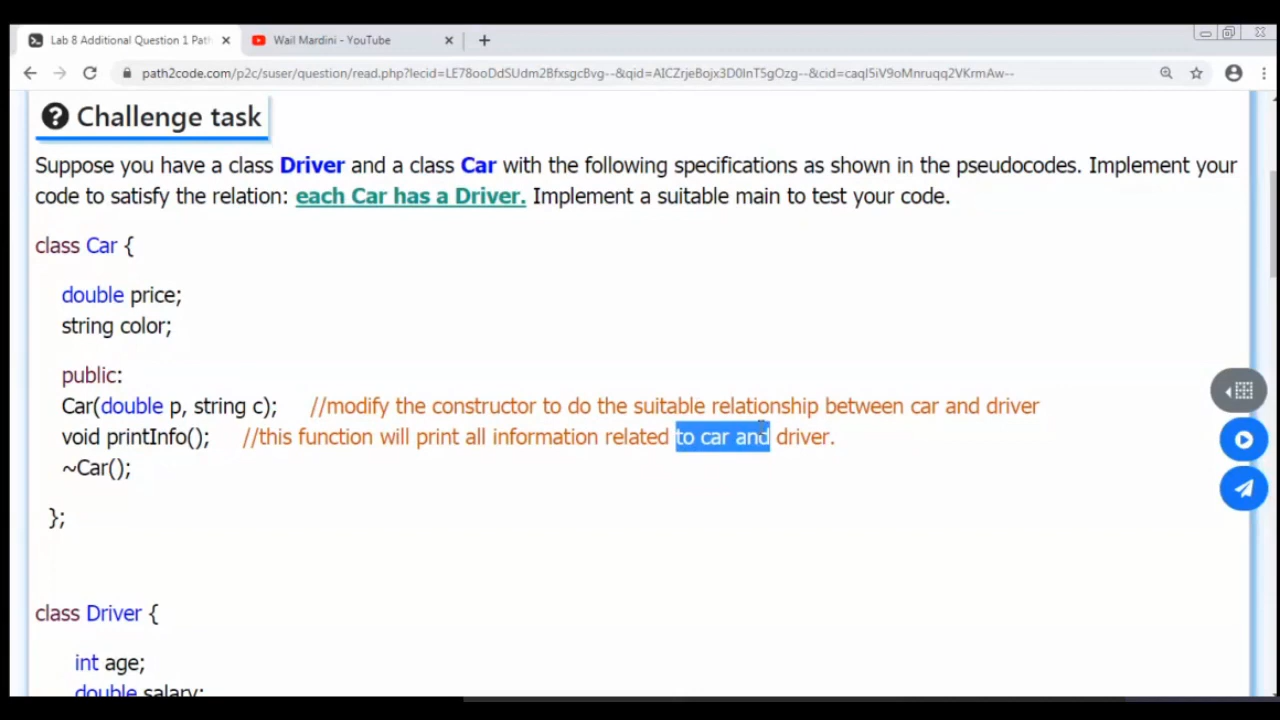 Lab 8 Additional Question 1 Path
Wail Mardini - YouTube
path2code.com/p2c/suser/question/read.php?lecid=LE78ooDdSUdm2BfxsgcBvg--&qid=AICZrjeBojx3D0InT5gOzg--&cid=caqI5iV9oMnruqq2VKrmAw--
Challenge task
Suppose you have a class Driver and a class Car with the following specifications as shown in the pseudocodes. Implement your
code to satisfy the relation: each Car has a Driver. Implement a suitable main to test your code.
class Car {
double price;
string color;
public:
Car(double p, string c); //modify the constructor to do the suitable relationship between car and driver
void printInfo(); //this function will print all information related to car and driver.
~Car();
};
class Driver {
int age;
double salary;